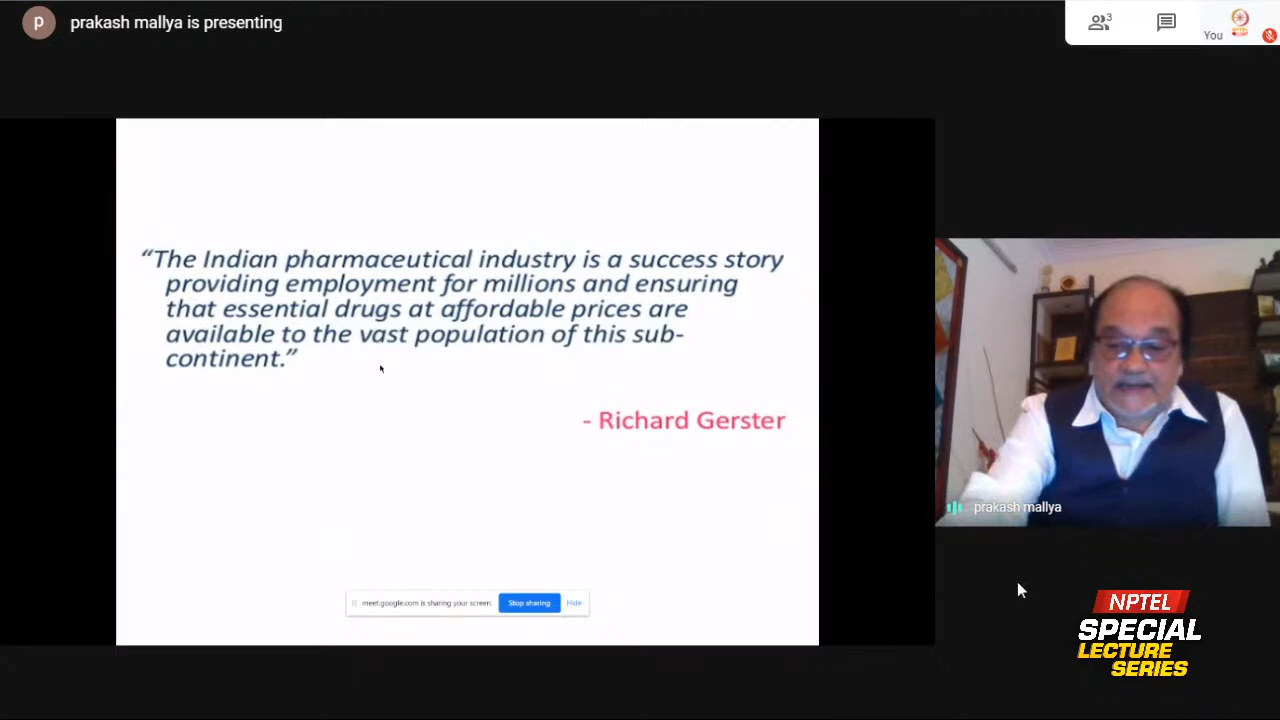 p
prakash mallya is presenting
3
You
“The Indian pharmaceutical industry is a success story
providing employment for millions and ensuring
that essential drugs at affordable prices are
available to the vast population of this sub-
continent.”
- Richard Gerster
prakash mallya
meet.google.com is sharing your screen.
Stop sharing
Hide
NPTEL
SPECIAL
LECTURE
SERIES